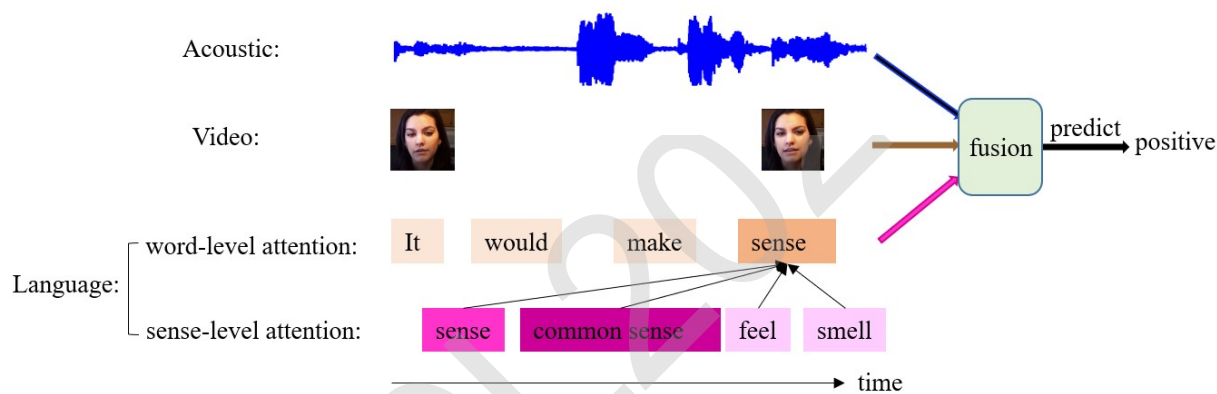 Acoustic:
Video:
fusion
predict
positive
Language:
word-level attention:
It would make sense
sense-level attention:
sense common sense feel smell
time